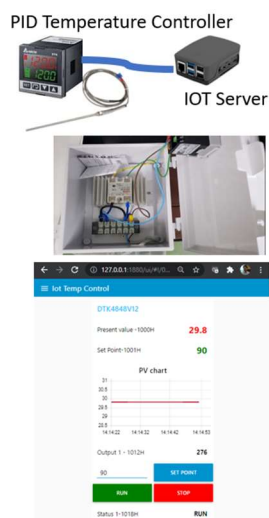 PID Temperature Controller
1200
IOT Server
127.0.0.1:1880/ui/#!/0...
Iot Temp Control
DTK4848V12
Present value -1000H 29.8
Set Point-1001H 90
PV chart
31
30.5
30
29.5
29
28.5
14:14:22 14:14:32 14:14:42 14:14:53
Output 1 - 1012H 276
90 SET POINT
RUN STOP
Status 1-1018H RUN